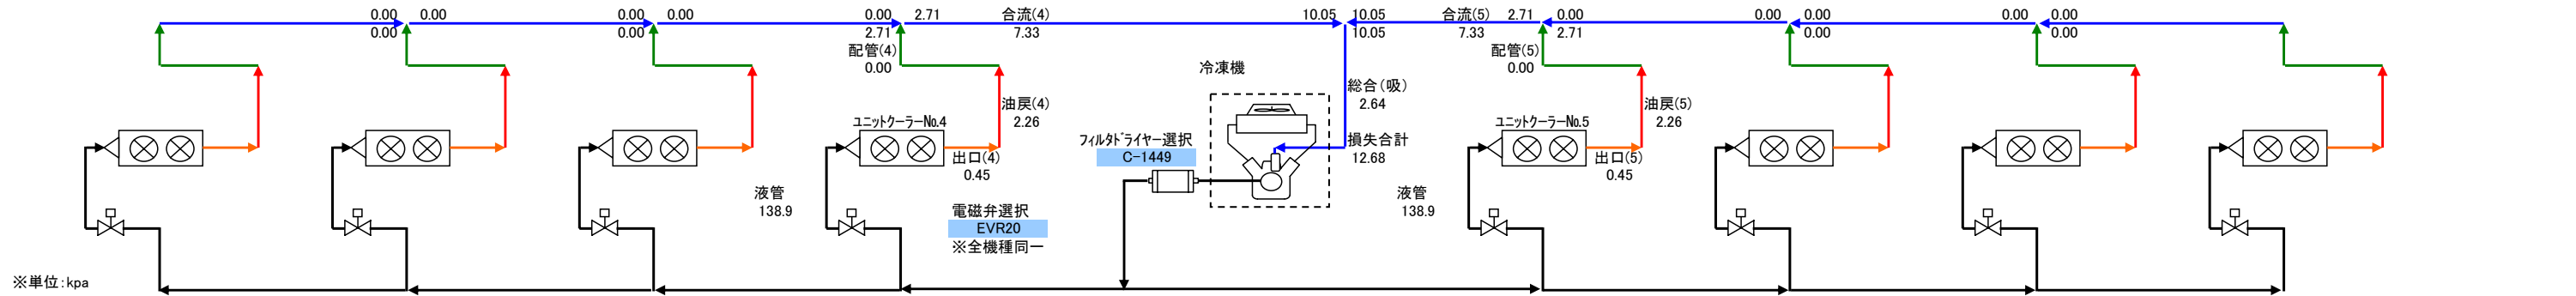 0.00 0.00 0.00 0.00 0.00 2.71 合流(4) 10.05 10.05 合流(5) 2.71 0.00 0.00 0.00 0.00 0.00
0.00 0.00 2.71 7.33 10.05 7.33 2.71 0.00 0.00
配管(4) 配管(5)
0.00 冷凍機 0.00
総合(吸)
油戻(4) 2.64 油戻(5)
ユニットクーラー№4 2.26 ユニットクーラー№5 2.26
フィルタドライヤー選択 損失合計
C-1449 12.68
出口(4) 出口(5)
0.45 0.45
液管 液管
138.9 138.9
電磁弁選択
EVR20
※全機種同一
※単位:kpa